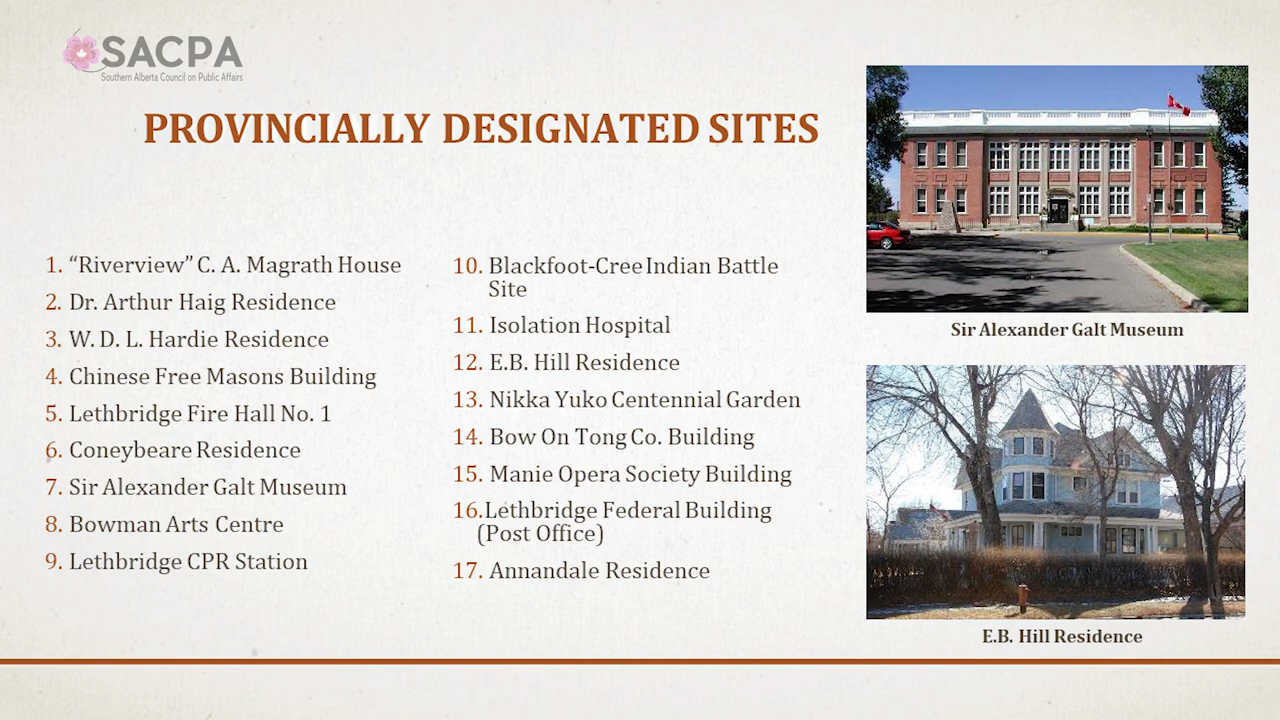 SACPA
Southern Alberta Council on Public Affairs
PROVINCIALLY DESIGNATED SITES
1. “Riverview” C. A. Magrath House
2. Dr. Arthur Haig Residence
3. W. D. L. Hardie Residence
4. Chinese Free Masons Building
5. Lethbridge Fire Hall No. 1
6. Coneybeare Residence
7. Sir Alexander Galt Museum
8. Bowman Arts Centre
9. Lethbridge CPR Station
10. Blackfoot-Cree Indian Battle
Site
11. Isolation Hospital
12. E.B. Hill Residence
13. Nikka Yuko Centennial Garden
14. Bow On Tong Co. Building
15. Manie Opera Society Building
16. Lethbridge Federal Building
(Post Office)
17. Annandale Residence
Sir Alexander Galt Museum
E.B. Hill Residence